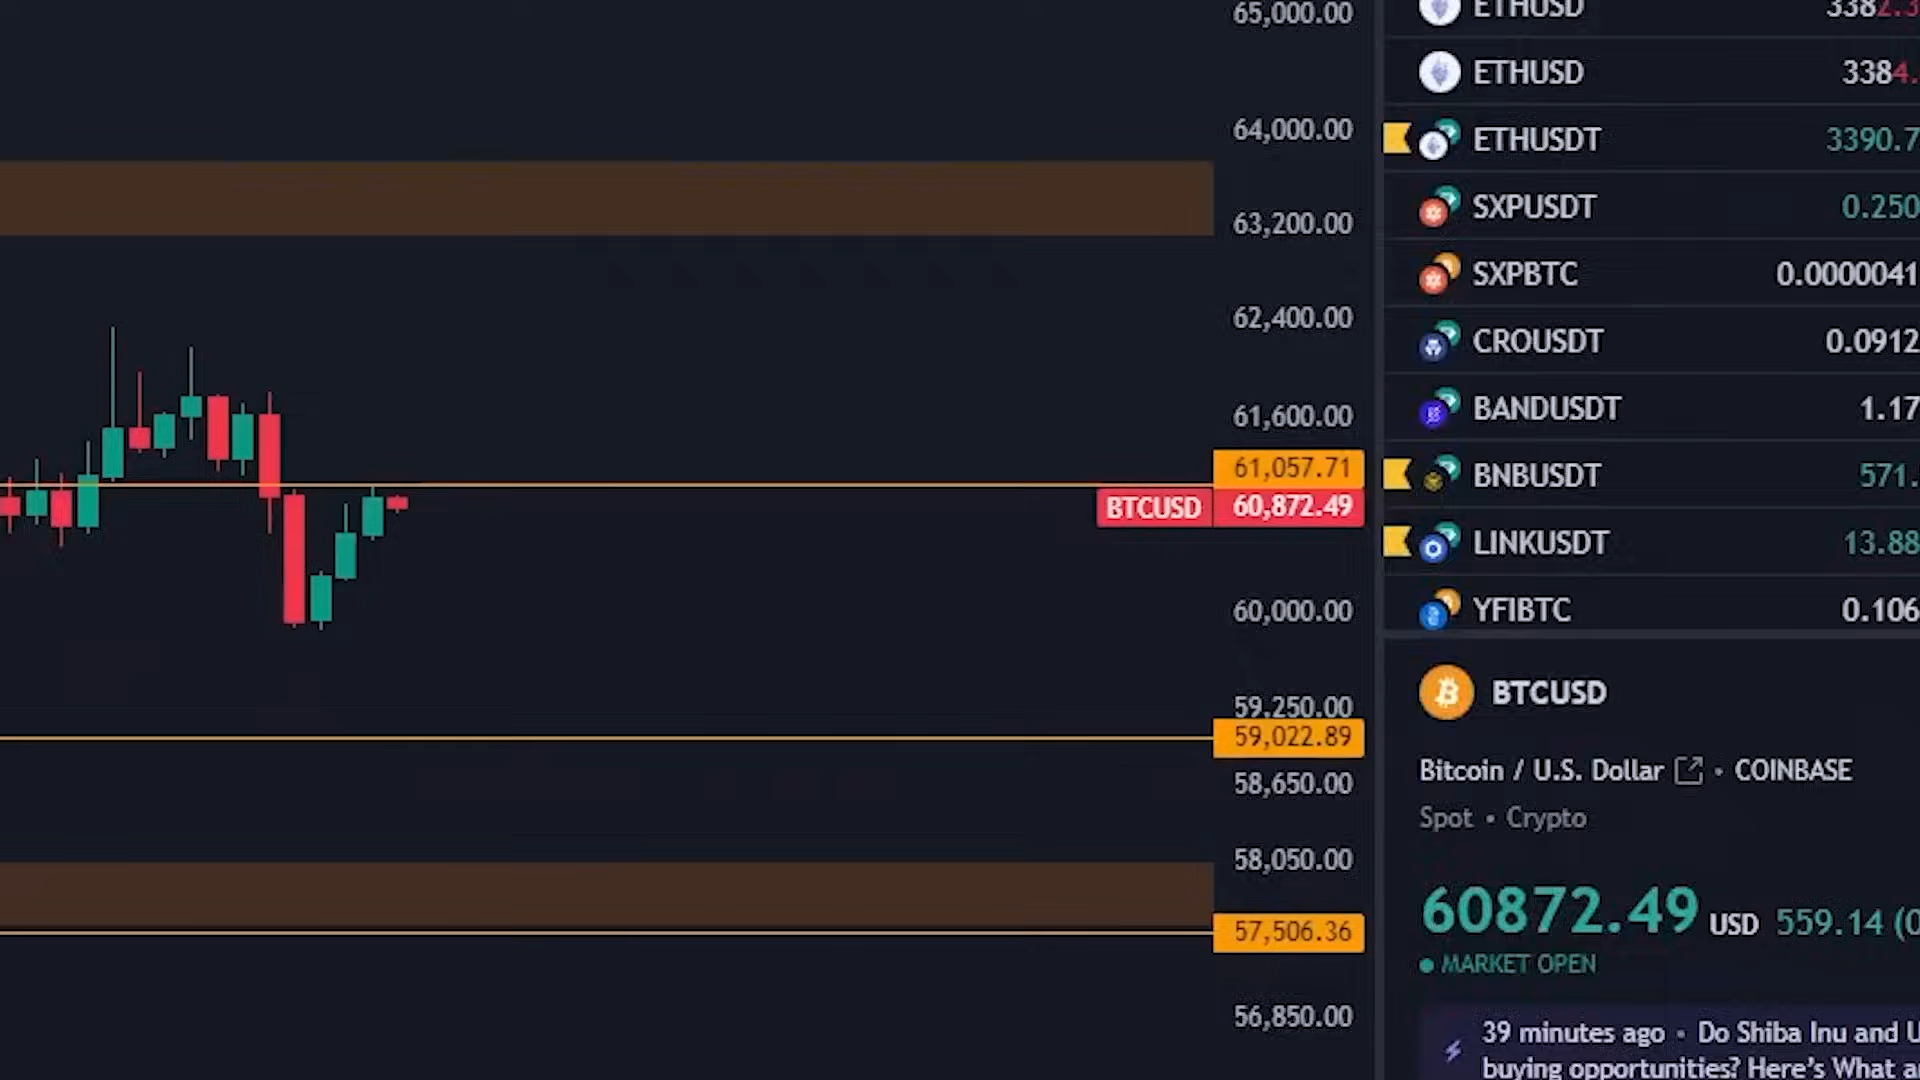 65,000.00
64,000.00
63,200.00
62,400.00
61,600.00
61,057.71
BTCUSD 60,872.49
60,000.00
59,250.00
59,022.89
58,650.00
58,050.00
57,506.36
56,850.00
ETHUSD 3382.3
ETHUSD 3384.
ETHUSDT 3390.7
SXPUSDT 0.250
SXPBTC 0.0000041
CROUSDT 0.0912
BANDUSDT 1.17
BNBUSDT 571.
LINKUSDT 13.88
YFIBTC 0.106
BTCUSD
Bitcoin / U.S. Dollar • COINBASE
Spot • Crypto
60872.49 USD 559.14 (0
MARKET OPEN
39 minutes ago • Do Shiba Inu and U
buying opportunities? Here's What a